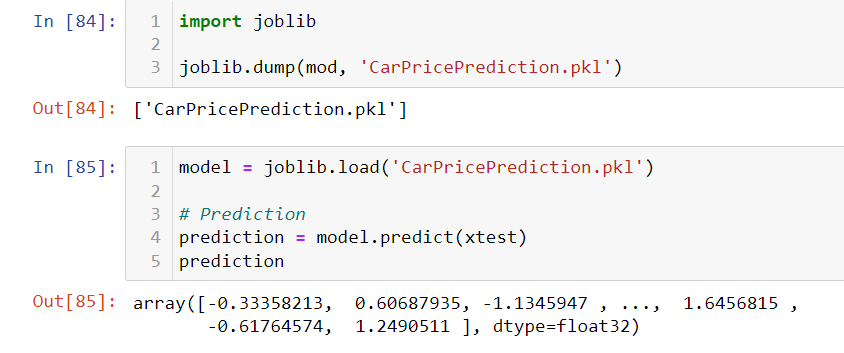 In [84]: 1 import joblib
2
3 joblib.dump(mod, 'CarPricePrediction.pkl')
Out[84]: ['CarPricePrediction.pkl']
In [85]: 1 model = joblib.load('CarPricePrediction.pkl')
2
3 # Prediction
4 prediction = model.predict(xtest)
5 prediction
Out[85]: array([-0.33358213,  0.60687935, -1.1345947 , ...,  1.6456815 ,
-0.61764574,  1.2490511 ], dtype=float32)